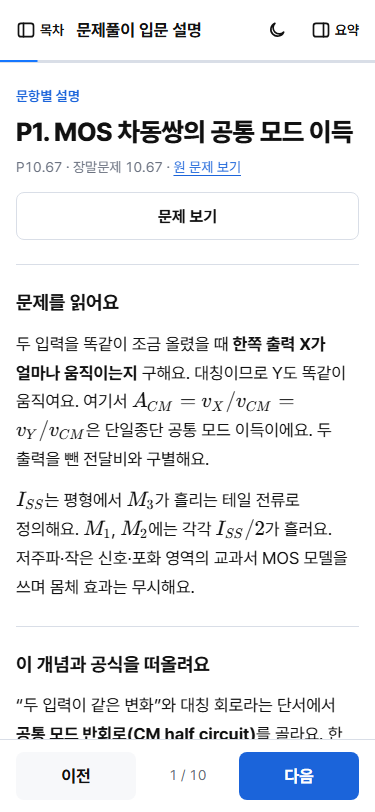 목차 문제풀이 입문 설명 요약
문항별 설명
P1. MOS 차동쌍의 공통 모드 이득
P10.67 · 장말문제 10.67 · 원 문제 보기
문제 보기
문제를 읽어요
두 입력을 똑같이 조금 올렸을 때 한쪽 출력 X가
얼마나 움직이는지 구해요. 대칭이므로 Y도 똑같이
움직여요. 여기서 A_{CM} = v_X/v_{CM} =
v_Y/v_{CM}은 단일종단 공통 모드 이득이에요. 두
출력을 뺀 전달비와 구별해요.
I_{SS}는 평형에서 M_3가 흘리는 테일 전류로
정의해요. M_1, M_2에는 각각 I_{SS}/2가 흘러요.
저주파·작은 신호·포화 영역의 교과서 MOS 모델을
쓰며 몸체 효과는 무시해요.
이 개념과 공식을 떠올려요
“두 입력이 같은 변화”와 대칭 회로라는 단서에서
공통 모드 반회로(CM half circuit)를 골라요. 한
이전 1 / 10 다음